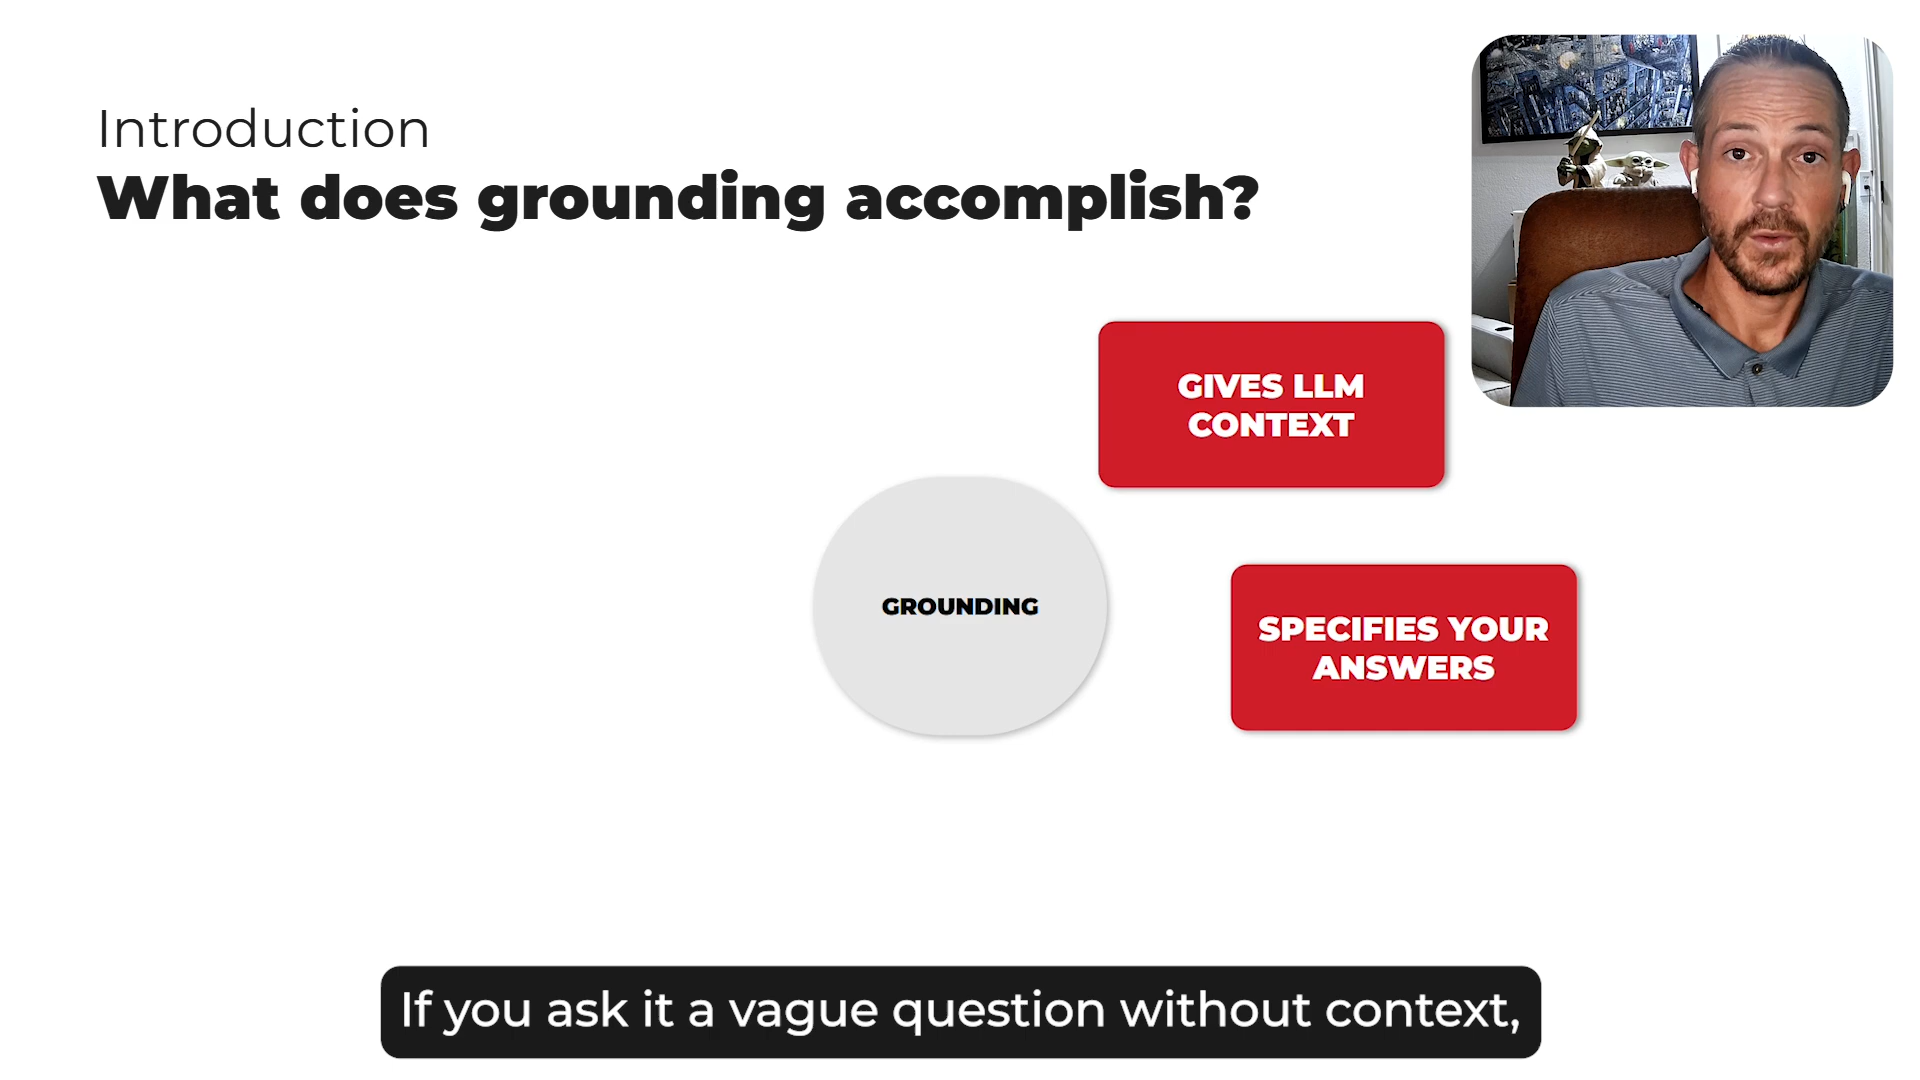 Introduction
What does grounding accomplish?
GIVES LLM
CONTEXT
GROUNDING
SPECIFIES YOUR
ANSWERS
If you ask it a vague question without context,